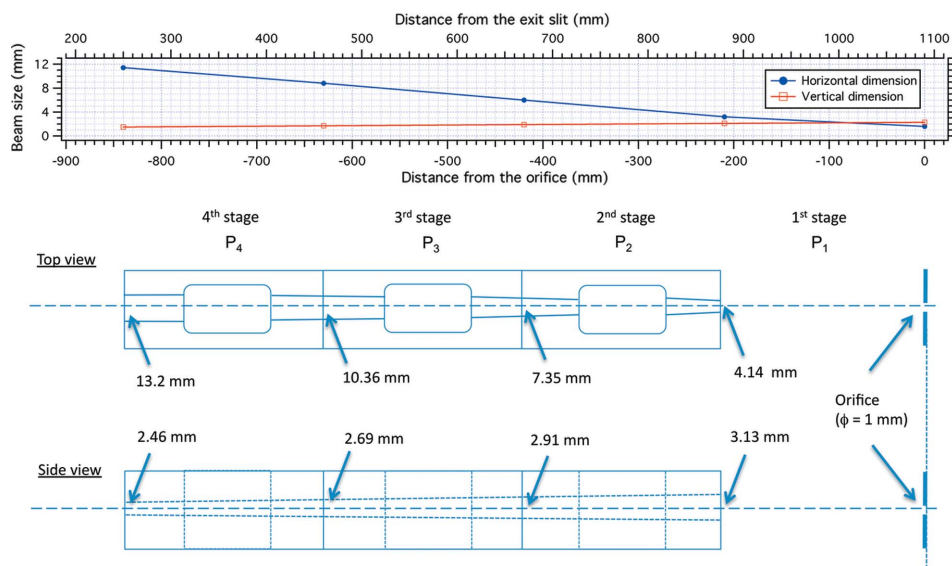 Distance from the exit slit (mm)
200 300 400 500 600 700 800 900 1000 1100
Beam size (mm)
12
8
4
0
Horizontal dimension
Vertical dimension
-900 -800 -700 -600 -500 -400 -300 -200 -100 0
Distance from the orifice (mm)
4th stage 3rd stage 2nd stage 1st stage
P4 P3 P2 P1
Top view
13.2 mm 10.36 mm 7.35 mm 4.14 mm
Orifice
(ϕ = 1 mm)
2.46 mm 2.69 mm 2.91 mm 3.13 mm
Side view